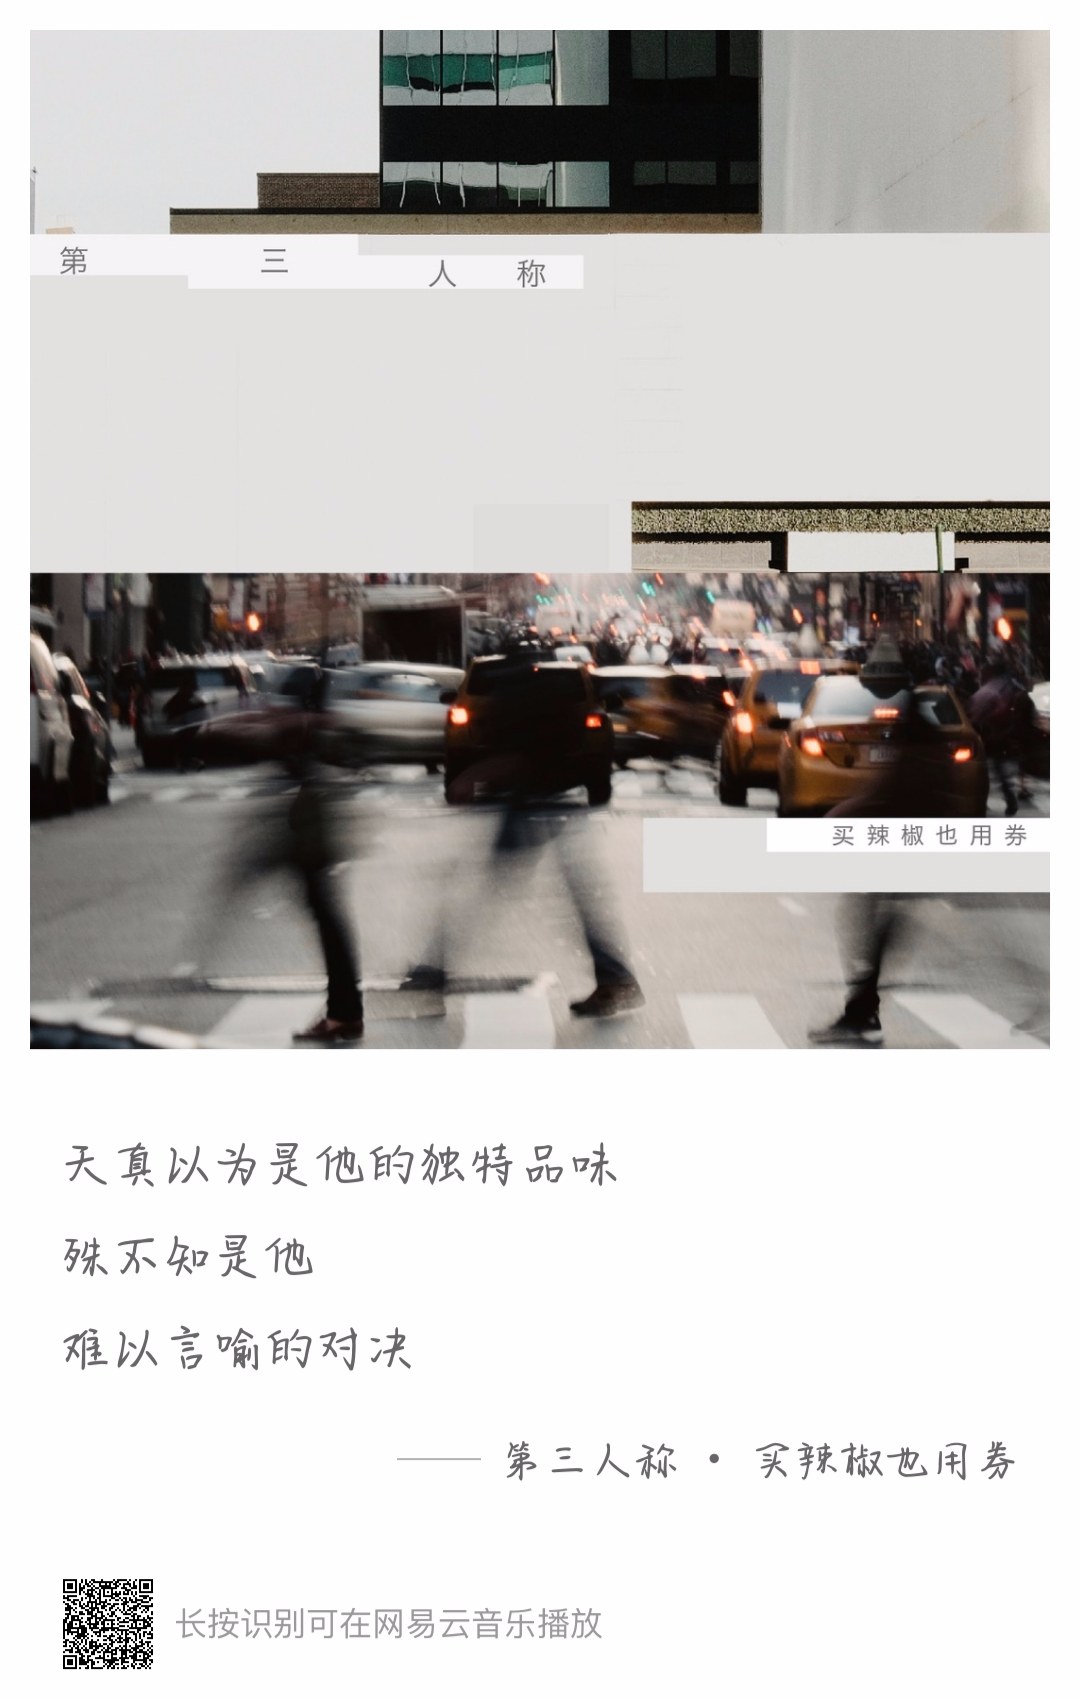 第三人称
买辣椒也用券
天真以为是他的独特品味
殊不知是他
难以言喻的对决
——第三人称 • 买辣椒也用券
长按识别可在网易云音乐播放